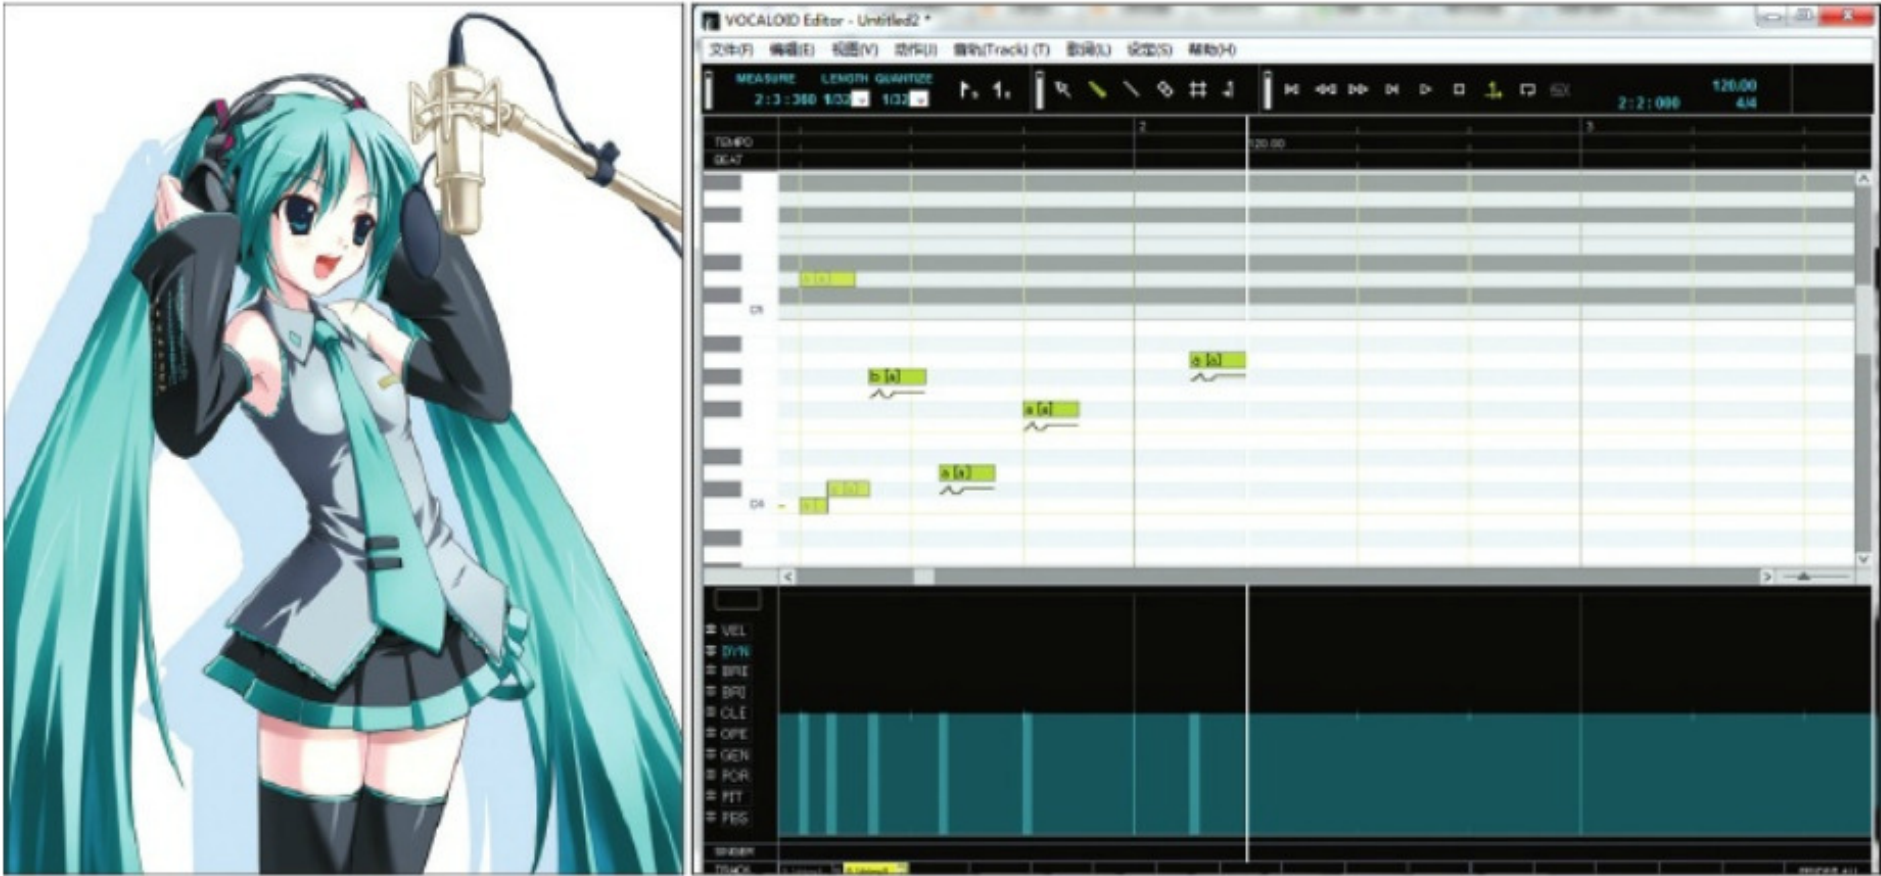 VOCALOID Editor - Untitled2 *
文件(F) 编辑(E) 视图(V) 动作(J) 音轨(Track) (T) 歌词(L) 设定(S) 帮助(H)
MEASURE LENGTH QUANTIZE
2:3:360 1/32 1/32
2:2:000
120.00
4/4
2 3
TEMPO 120.00
BEAT
C5
a [a]
b [a]
a [a]
a [a]
C4
VEL
DYN
BRE
BRI
CLE
OPE
GEN
POR
PIT
PBS
SINGER
TRACK